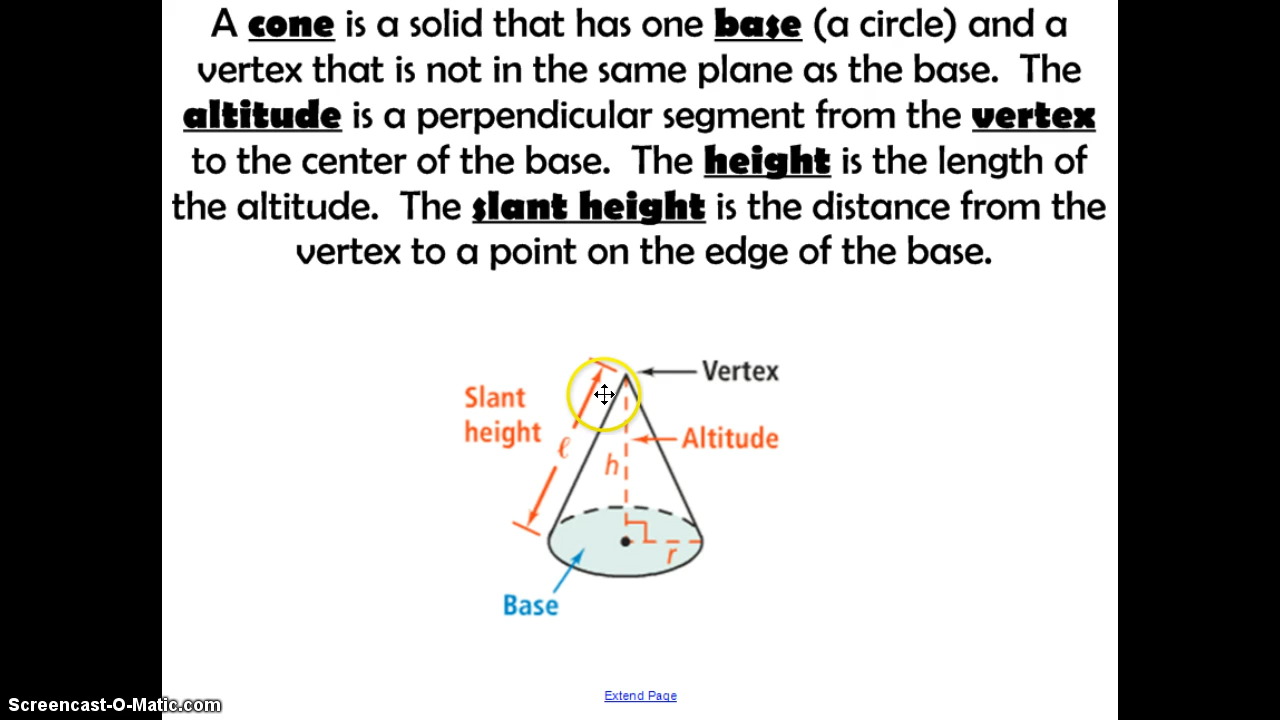 A cone is a solid that has one base (a circle) and a
vertex that is not in the same plane as the base. The
altitude is a perpendicular segment from the vertex
to the center of the base. The height is the length of
the altitude. The slant height is the distance from the
vertex to a point on the edge of the base.
Vertex
Slant
height
ℓ
Altitude
h
r
Base
Extend Page
Screencast-O-Matic.com